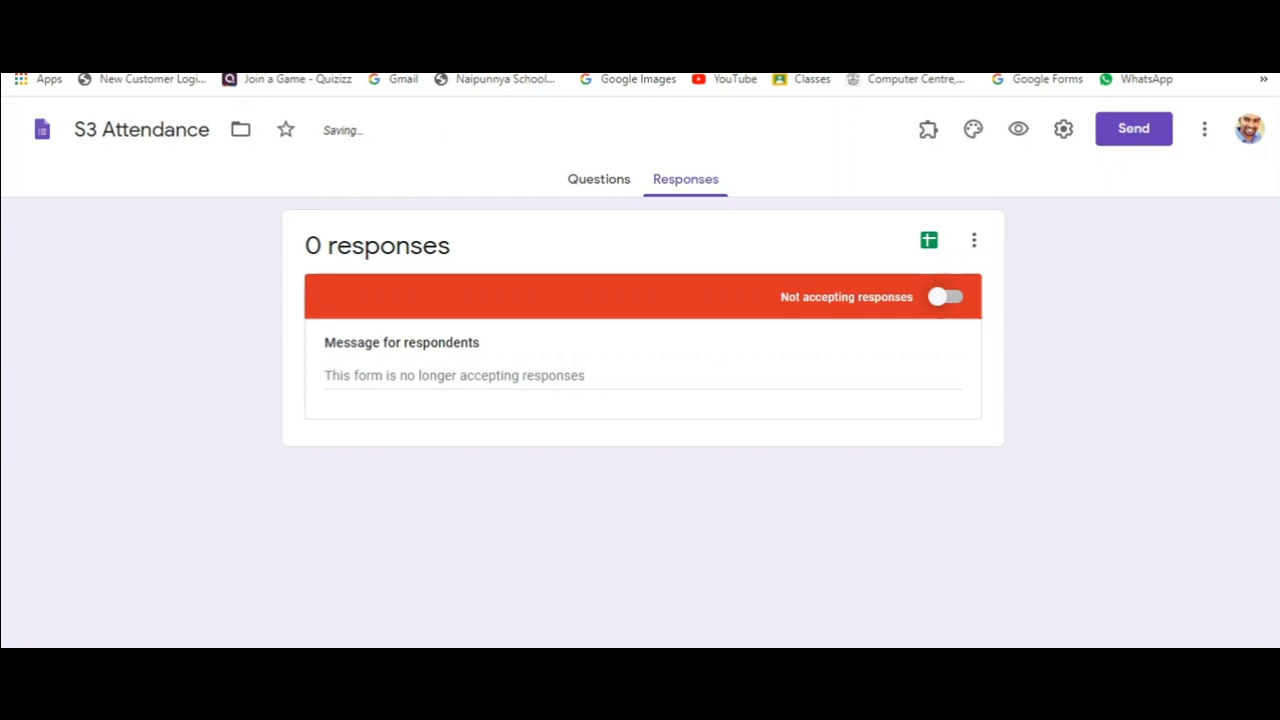 Apps New Customer Logi... Join a Game - Quizizz Gmail Naipunnya School... Google Images YouTube Classes Computer Centre,... Google Forms WhatsApp »
S3 Attendance Saving... Send
Questions Responses
0 responses
Not accepting responses
Message for respondents
This form is no longer accepting responses